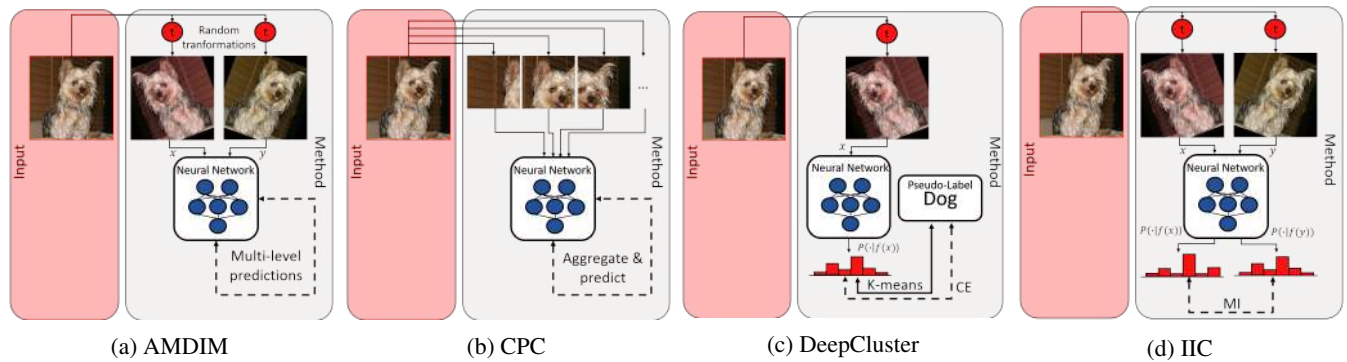 t
Random
tranformations
t
Input
x
y
Neural Network
Multi-level
predictions
Method
(a) AMDIM
Input
...
Neural Network
Aggregate &
predict
Method
(b) CPC
Input
t
x
Neural Network
Pseudo-Label
Dog
P(·|f(x))
K-means
CE
Method
(c) DeepCluster
Input
t
t
x
y
Neural Network
P(·|f(x))
P(·|f(y))
MI
Method
(d) IIC